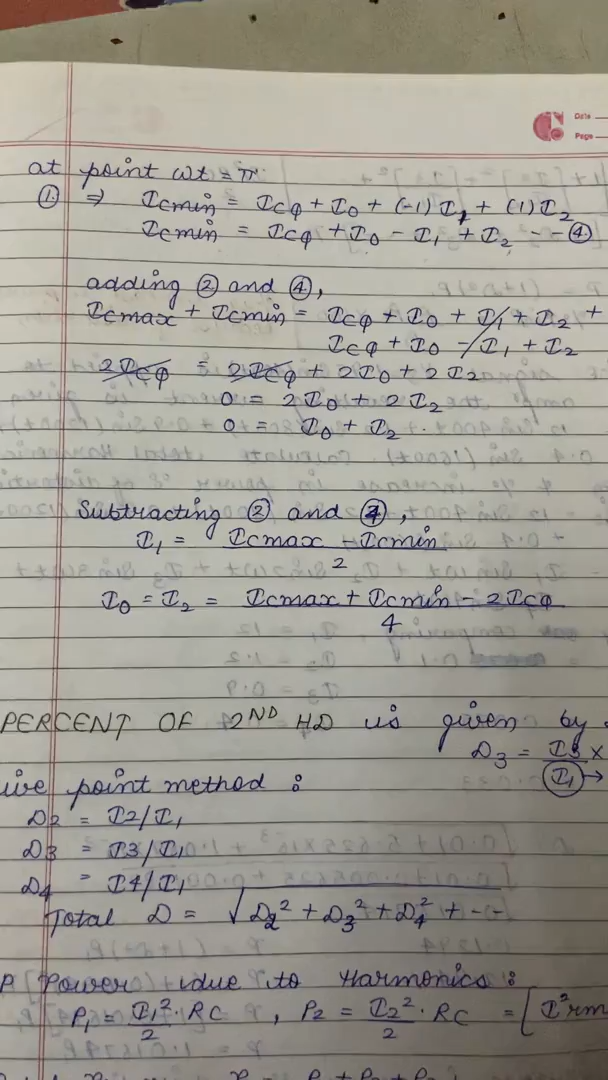 Date
Page
at point ωt = π
① ⇒ Icmin = ICQ + I0 + (-1) I1 + (1) I2
Icmin = ICQ + I0 - I1 + I2 -- ④
adding ② and ④,
Icmax + Icmin = ICQ + I0 + I1 + I2 +
ICQ + I0 - I1 + I2
2ICQ = 2ICQ + 2I0 + 2I2
0 = 2I0 + 2I2
0 = I0 + I2.
Subtracting ② and ④,
I1 = Icmax - Icmin / 2
I0 = I2 = Icmax + Icmin - 2ICQ / 4
PERCENT OF 2ND HD is given by
D3 = I3 / I1 ×
ive point method :
D2 = I2/I1
D3 = I3/I1
D4 = I4/I1
Total D = √D2² + D3² + D4² + --
Power due to Harmonics :
P1 = I1²/2 · RC , P2 = I2²/2 · RC = [I²rm